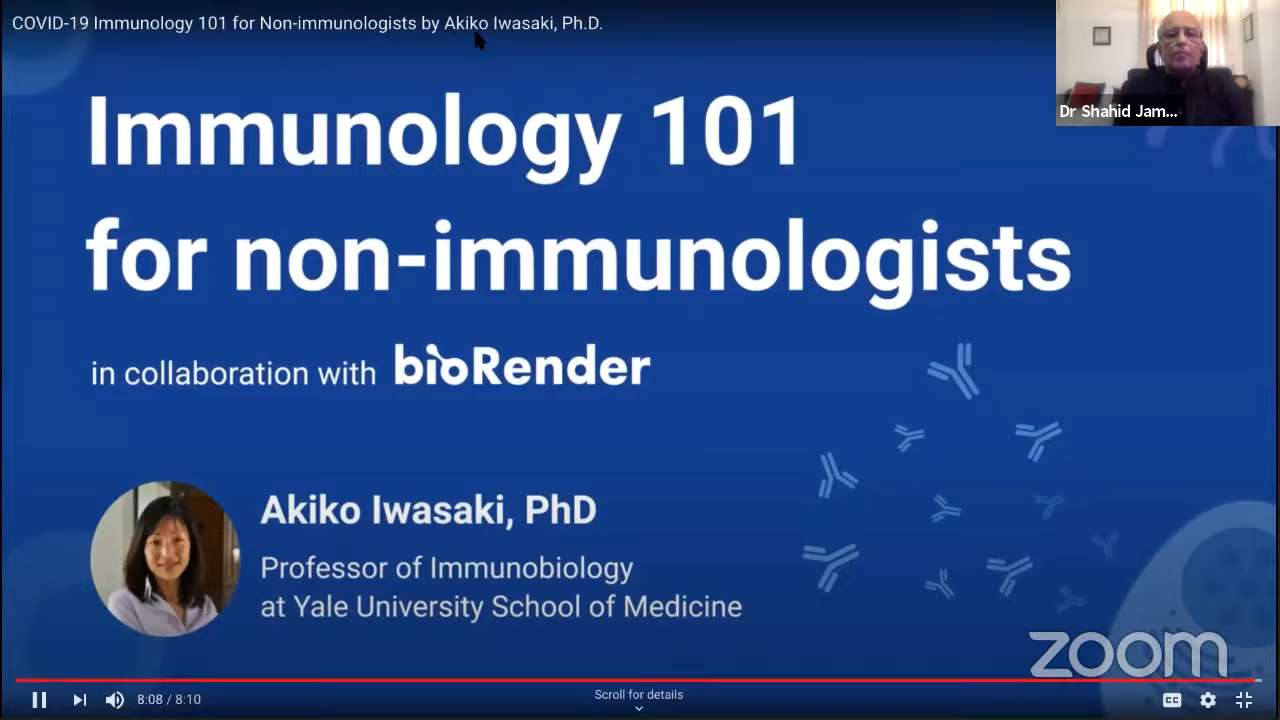 COVID-19 Immunology 101 for Non-immunologists by Akiko Iwasaki, Ph.D.
Dr Shahid Jam...
Immunology 101
for non-immunologists
in collaboration with bioRender
Akiko Iwasaki, PhD
Professor of Immunobiology
at Yale University School of Medicine
zoom
8:08 / 8:10
Scroll for details
CC